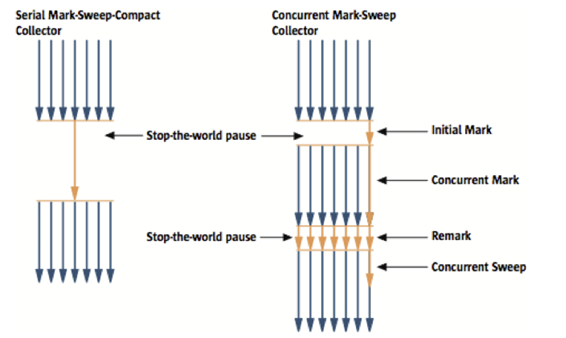 Serial Mark-Sweep-Compact
Collector
Concurrent Mark-Sweep
Collector
Stop-the-world pause
Initial Mark
Concurrent Mark
Stop-the-world pause
Remark
Concurrent Sweep